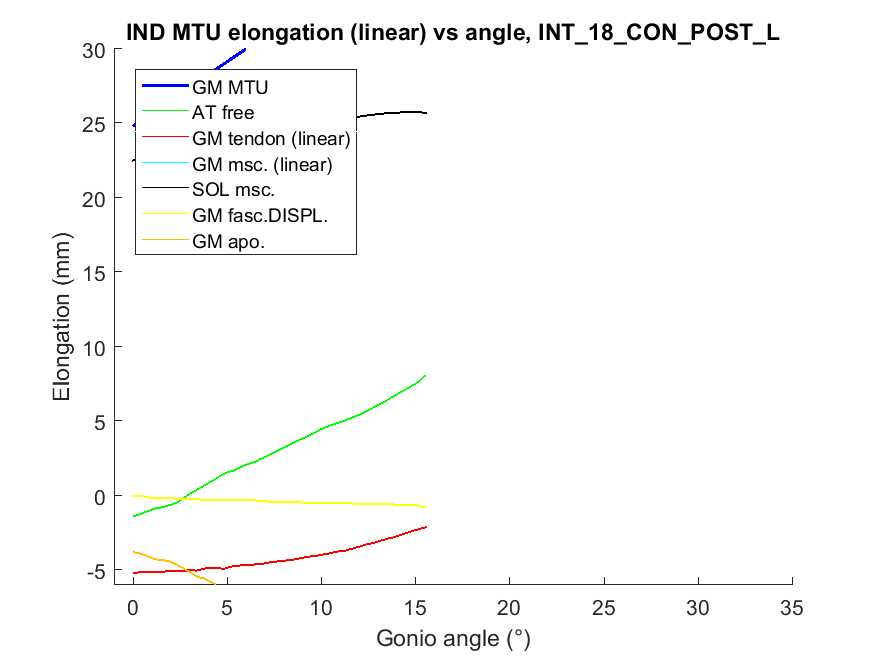 IND MTU elongation (linear) vs angle, INT_18_CON_POST_L
30
25
20
15
10
5
0
-5
Elongation (mm)
GM MTU
AT free
GM tendon (linear)
GM msc. (linear)
SOL msc.
GM fasc.DISPL.
GM apo.
0 5 10 15 20 25 30 35
Gonio angle (°)